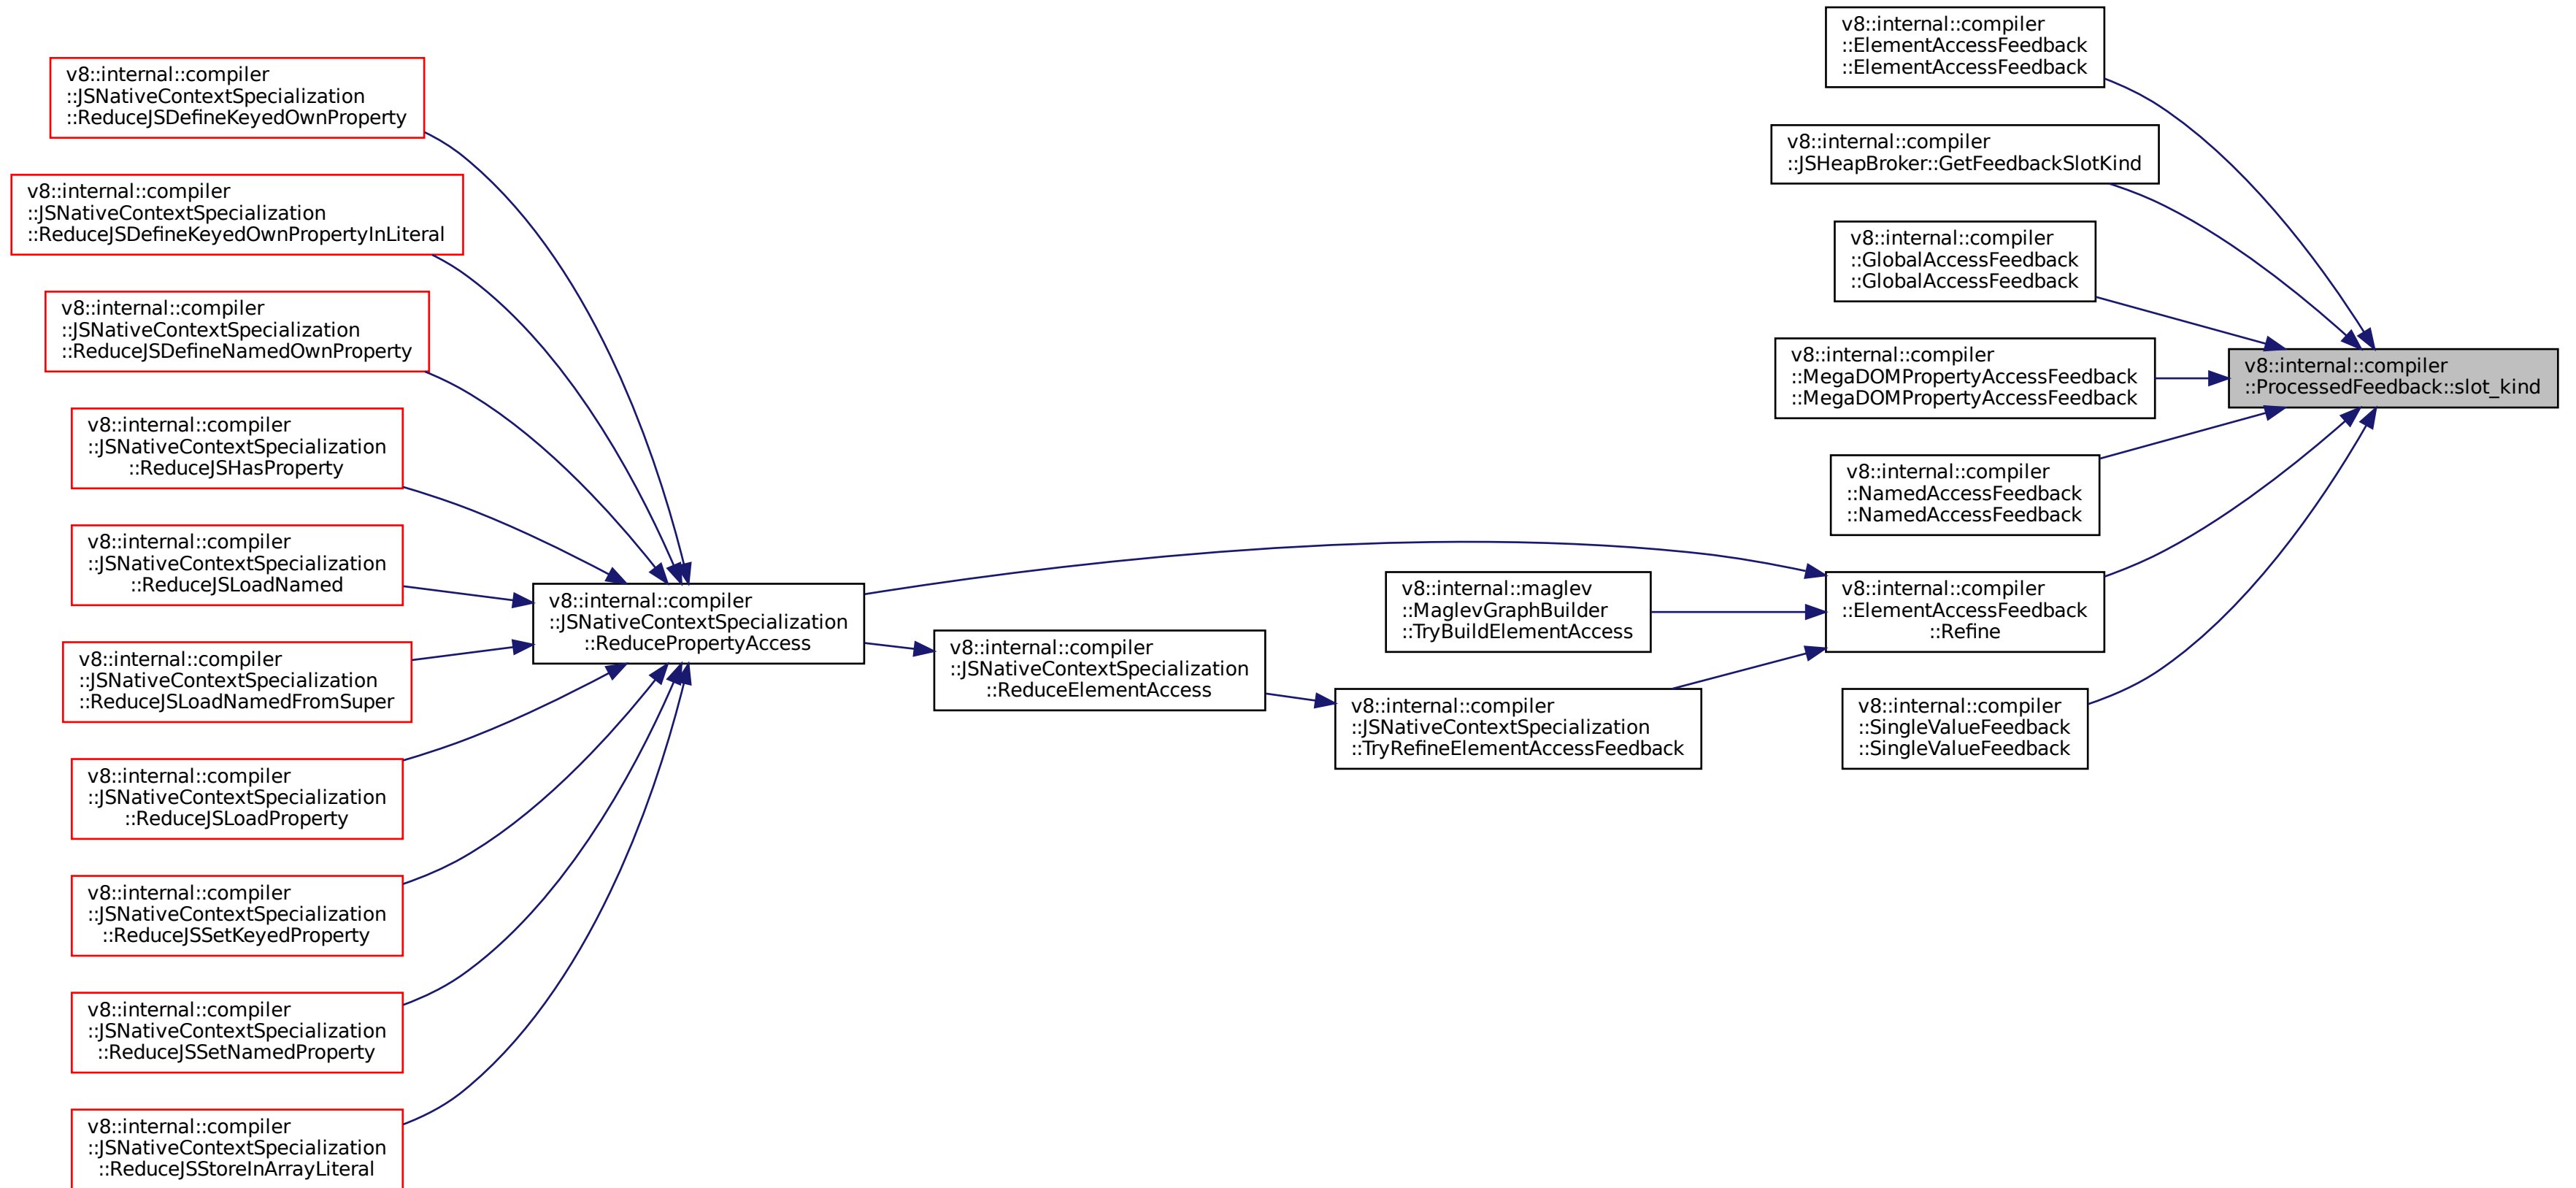 v8::internal::compiler
::JSNativeContextSpecialization
::ReduceJSDefineKeyedOwnProperty
v8::internal::compiler
::JSNativeContextSpecialization
::ReduceJSDefineKeyedOwnPropertyInLiteral
v8::internal::compiler
::JSNativeContextSpecialization
::ReduceJSDefineNamedOwnProperty
v8::internal::compiler
::JSNativeContextSpecialization
::ReduceJSHasProperty
v8::internal::compiler
::JSNativeContextSpecialization
::ReduceJSLoadNamed
v8::internal::compiler
::JSNativeContextSpecialization
::ReduceJSLoadNamedFromSuper
v8::internal::compiler
::JSNativeContextSpecialization
::ReduceJSLoadProperty
v8::internal::compiler
::JSNativeContextSpecialization
::ReduceJSSetKeyedProperty
v8::internal::compiler
::JSNativeContextSpecialization
::ReduceJSSetNamedProperty
v8::internal::compiler
::JSNativeContextSpecialization
::ReduceJSStoreInArrayLiteral
v8::internal::compiler
::JSNativeContextSpecialization
::ReducePropertyAccess
v8::internal::compiler
::JSNativeContextSpecialization
::ReduceElementAccess
v8::internal::maglev
::MaglevGraphBuilder
::TryBuildElementAccess
v8::internal::compiler
::JSNativeContextSpecialization
::TryRefineElementAccessFeedback
v8::internal::compiler
::ElementAccessFeedback
::ElementAccessFeedback
v8::internal::compiler
::JSHeapBroker::GetFeedbackSlotKind
v8::internal::compiler
::GlobalAccessFeedback
::GlobalAccessFeedback
v8::internal::compiler
::MegaDOMPropertyAccessFeedback
::MegaDOMPropertyAccessFeedback
v8::internal::compiler
::NamedAccessFeedback
::NamedAccessFeedback
v8::internal::compiler
::ElementAccessFeedback
::Refine
v8::internal::compiler
::SingleValueFeedback
::SingleValueFeedback
v8::internal::compiler
::ProcessedFeedback::slot_kind